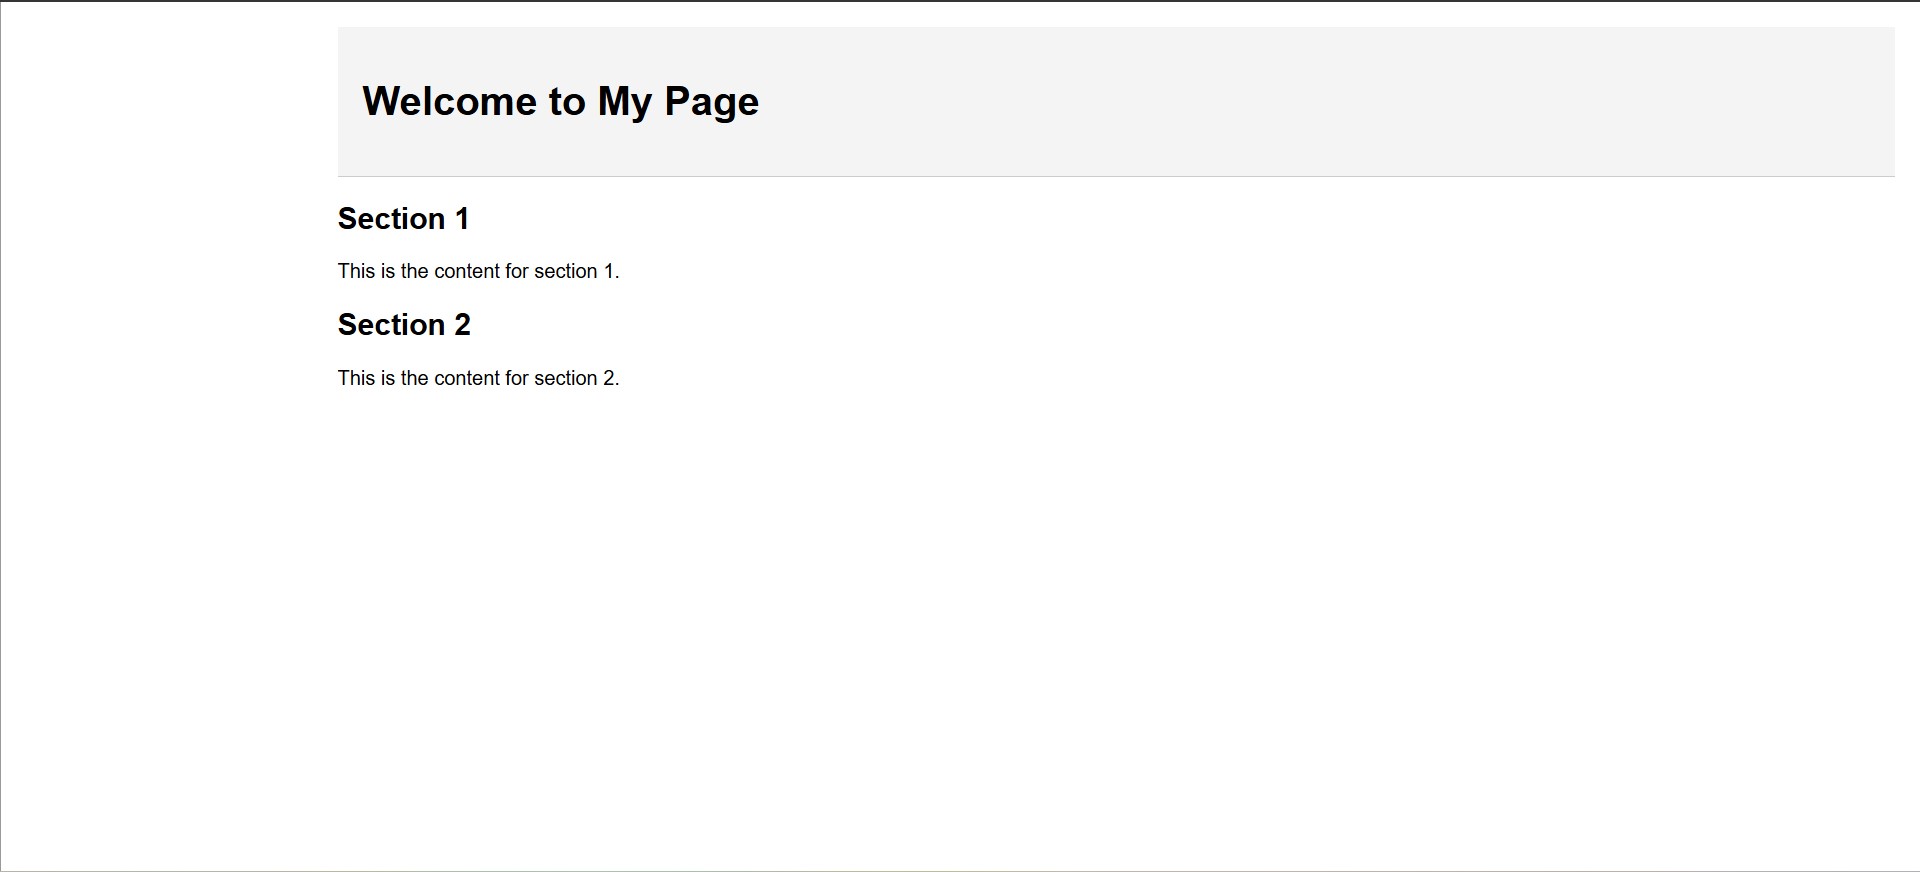 Welcome to My Page
Section 1
This is the content for section 1.
Section 2
This is the content for section 2.